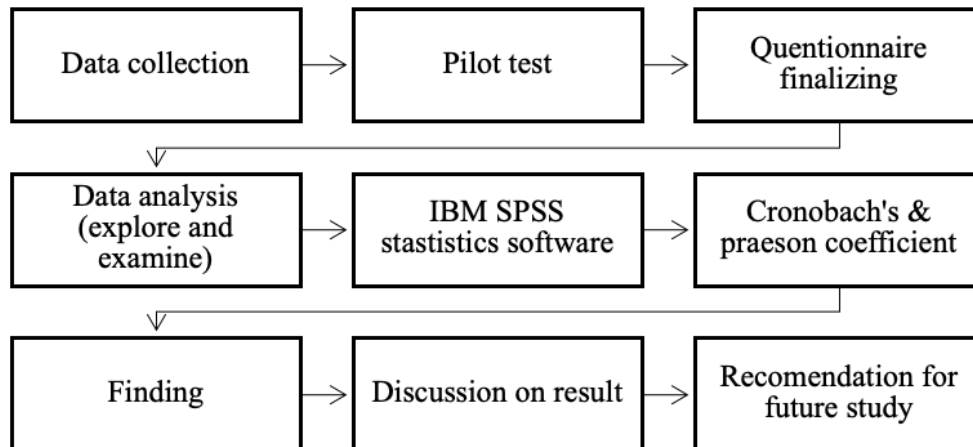 Data collection
Pilot test
Quentionnaire
finalizing
Data analysis
(explore and
examine)
IBM SPSS
stastistics software
Cronobach's &
praeson coefficient
Finding
Discussion on result
Recomendation for
future study